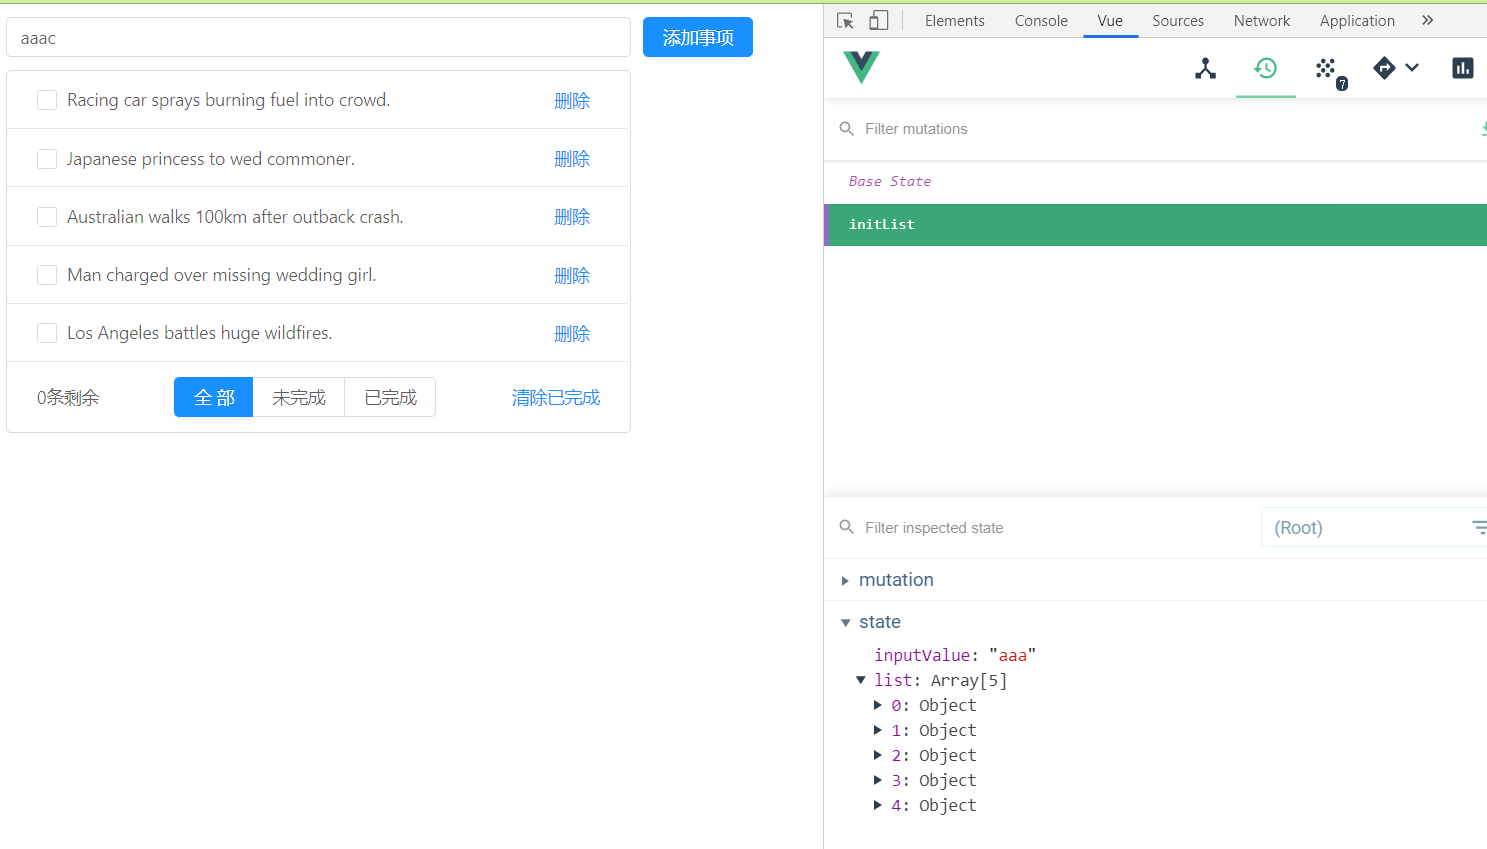 aaac
添加事项
Racing car sprays burning fuel into crowd.
删除
Japanese princess to wed commoner.
删除
Australian walks 100km after outback crash.
删除
Man charged over missing wedding girl.
删除
Los Angeles battles huge wildfires.
删除
0条剩余
全 部
未完成
已完成
清除已完成
Elements Console Vue Sources Network Application »
7
Filter mutations
Base State
initList
Filter inspected state
(Root)
mutation
state
inputValue: "aaa"
list: Array[5]
0: Object
1: Object
2: Object
3: Object
4: Object